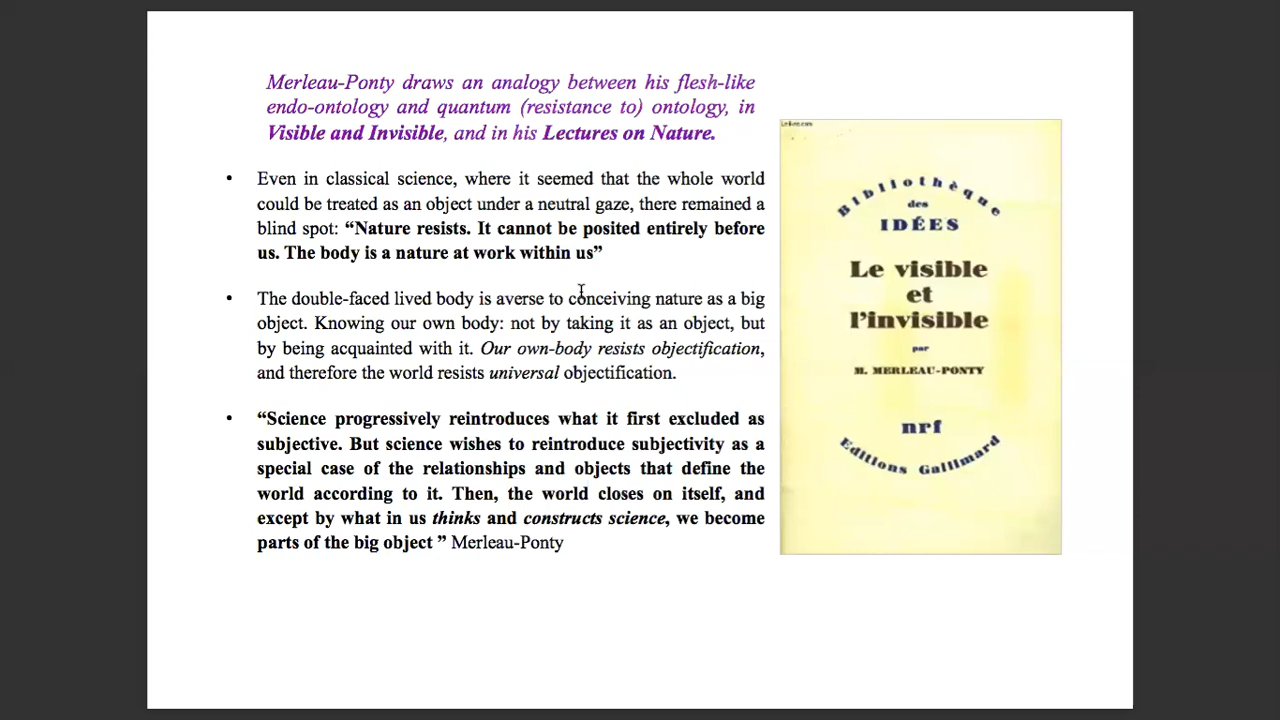 Merleau-Ponty draws an analogy between his flesh-like
endo-ontology and quantum (resistance to) ontology, in
Visible and Invisible, and in his Lectures on Nature.
• Even in classical science, where it seemed that the whole world
could be treated as an object under a neutral gaze, there remained a
blind spot: “Nature resists. It cannot be posited entirely before
us. The body is a nature at work within us”
• The double-faced lived body is averse to conceiving nature as a big
object. Knowing our own body: not by taking it as an object, but
by being acquainted with it. Our own-body resists objectification,
and therefore the world resists universal objectification.
• “Science progressively reintroduces what it first excluded as
subjective. But science wishes to reintroduce subjectivity as a
special case of the relationships and objects that define the
world according to it. Then, the world closes on itself, and
except by what in us thinks and constructs science, we become
parts of the big object ” Merleau-Ponty
Bibliothèque
des
IDÉES
Le visible
et
l'invisible
par
M. MERLEAU-PONTY
nrf
Editions Gallimard